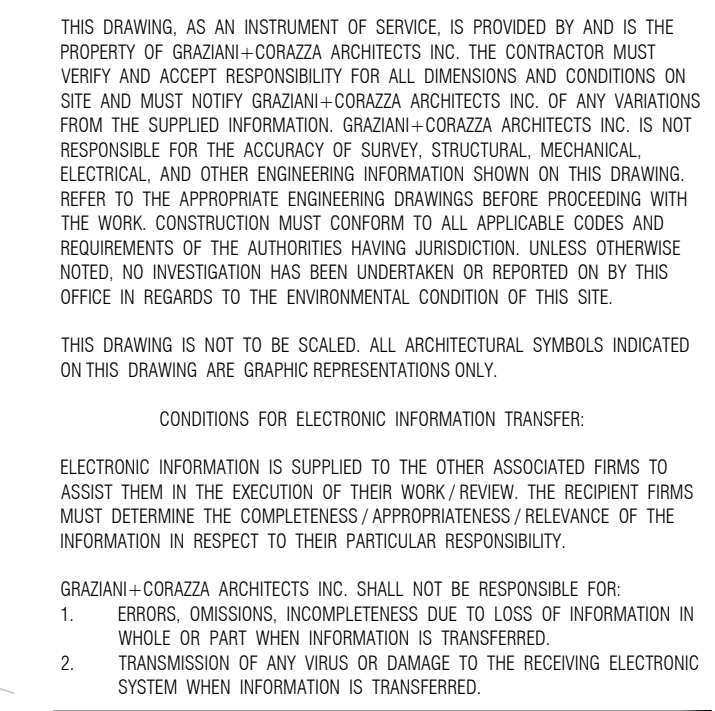 THIS DRAWING, AS AN INSTRUMENT OF SERVICE, IS PROVIDED BY AND IS THE
PROPERTY OF GRAZIANI+CORAZZA ARCHITECTS INC. THE CONTRACTOR MUST
VERIFY AND ACCEPT RESPONSIBILITY FOR ALL DIMENSIONS AND CONDITIONS ON
SITE AND MUST NOTIFY GRAZIANI+CORAZZA ARCHITECTS INC. OF ANY VARIATIONS
FROM THE SUPPLIED INFORMATION. GRAZIANI+CORAZZA ARCHITECTS INC. IS NOT
RESPONSIBLE FOR THE ACCURACY OF SURVEY, STRUCTURAL, MECHANICAL,
ELECTRICAL, AND OTHER ENGINEERING INFORMATION SHOWN ON THIS DRAWING.
REFER TO THE APPROPRIATE ENGINEERING DRAWINGS BEFORE PROCEEDING WITH
THE WORK. CONSTRUCTION MUST CONFORM TO ALL APPLICABLE CODES AND
REQUIREMENTS OF THE AUTHORITIES HAVING JURISDICTION. UNLESS OTHERWISE
NOTED, NO INVESTIGATION HAS BEEN UNDERTAKEN OR REPORTED ON BY THIS
OFFICE IN REGARDS TO THE ENVIRONMENTAL CONDITION OF THIS SITE.
THIS DRAWING IS NOT TO BE SCALED. ALL ARCHITECTURAL SYMBOLS INDICATED
ON THIS DRAWING ARE GRAPHIC REPRESENTATIONS ONLY.
CONDITIONS FOR ELECTRONIC INFORMATION TRANSFER:
ELECTRONIC INFORMATION IS SUPPLIED TO THE OTHER ASSOCIATED FIRMS TO
ASSIST THEM IN THE EXECUTION OF THEIR WORK / REVIEW. THE RECIPIENT FIRMS
MUST DETERMINE THE COMPLETENESS / APPROPRIATENESS / RELEVANCE OF THE
INFORMATION IN RESPECT TO THEIR PARTICULAR RESPONSIBILITY.
GRAZIANI+CORAZZA ARCHITECTS INC. SHALL NOT BE RESPONSIBLE FOR:
1. ERRORS, OMISSIONS, INCOMPLETENESS DUE TO LOSS OF INFORMATION IN
WHOLE OR PART WHEN INFORMATION IS TRANSFERRED.
2. TRANSMISSION OF ANY VIRUS OR DAMAGE TO THE RECEIVING ELECTRONIC
SYSTEM WHEN INFORMATION IS TRANSFERRED.